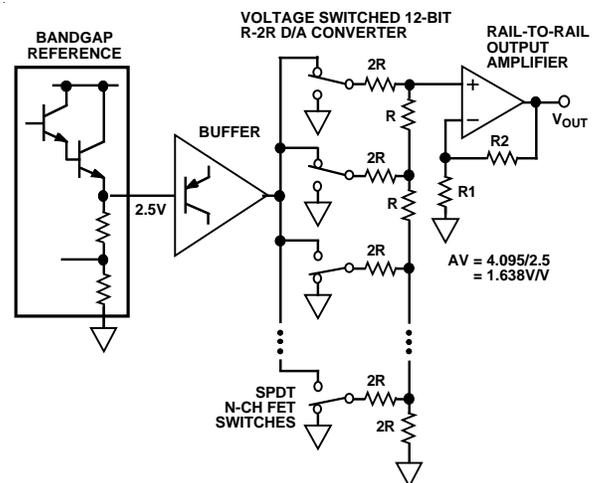 VOLTAGE SWITCHED 12-BIT
R-2R D/A CONVERTER
BANDGAP
REFERENCE
RAIL-TO-RAIL
OUTPUT
AMPLIFIER
2R
BUFFER
R
+
–
V_OUT
R2
2R
2.5V
R
R1
2R
AV = 4.095/2.5
= 1.638V/V
2R
SPDT
N-CH FET
SWITCHES
2R